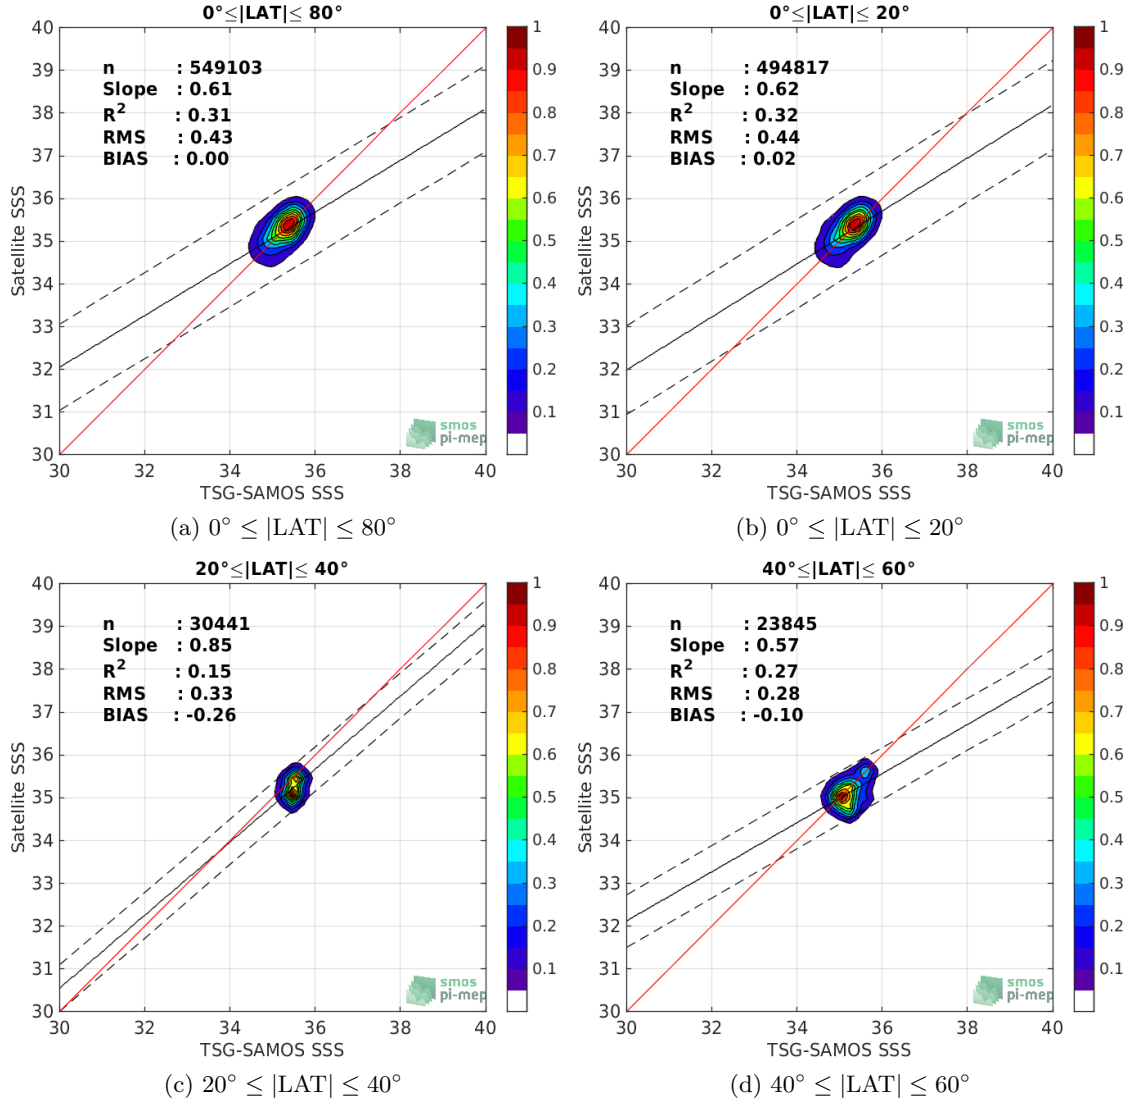 0°≤|LAT|≤ 80°
n : 549103
Slope : 0.61
R² : 0.31
RMS : 0.43
BIAS : 0.00
40
39
38
37
36
35
34
33
32
31
30
Satellite SSS
30 32 34 36 38 40
TSG-SAMOS SSS
1
0.9
0.8
0.7
0.6
0.5
0.4
0.3
0.2
0.1
smos
pi-mep
(a) 0° ≤ |LAT| ≤ 80°
0°≤|LAT|≤ 20°
n : 494817
Slope : 0.62
R² : 0.32
RMS : 0.44
BIAS : 0.02
40
39
38
37
36
35
34
33
32
31
30
Satellite SSS
30 32 34 36 38 40
TSG-SAMOS SSS
1
0.9
0.8
0.7
0.6
0.5
0.4
0.3
0.2
0.1
smos
pi-mep
(b) 0° ≤ |LAT| ≤ 20°
20°≤|LAT|≤ 40°
n : 30441
Slope : 0.85
R² : 0.15
RMS : 0.33
BIAS : -0.26
40
39
38
37
36
35
34
33
32
31
30
Satellite SSS
30 32 34 36 38 40
TSG-SAMOS SSS
1
0.9
0.8
0.7
0.6
0.5
0.4
0.3
0.2
0.1
smos
pi-mep
(c) 20° ≤ |LAT| ≤ 40°
40°≤|LAT|≤ 60°
n : 23845
Slope : 0.57
R² : 0.27
RMS : 0.28
BIAS : -0.10
40
39
38
37
36
35
34
33
32
31
30
Satellite SSS
30 32 34 36 38 40
TSG-SAMOS SSS
1
0.9
0.8
0.7
0.6
0.5
0.4
0.3
0.2
0.1
smos
pi-mep
(d) 40° ≤ |LAT| ≤ 60°